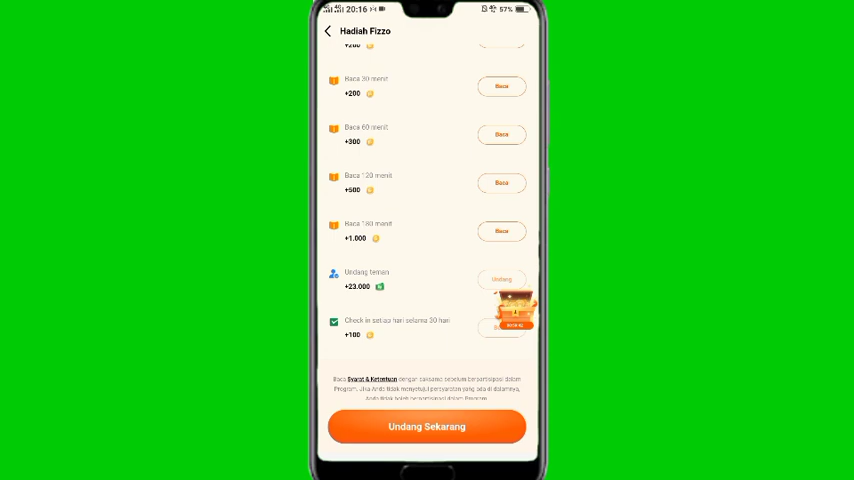 20:16
57%
Hadiah Fizzo
+200
Baca 30 menit
+200
Baca
Baca 60 menit
+300
Baca
Baca 120 menit
+500
Baca
Baca 180 menit
+1.000
Baca
Undang teman
+23.000
Undang
Check in setiap hari selama 30 hari
+100
Baca Syarat & Ketentuan dengan saksama sebelum berpartisipasi dalam
Program. Jika Anda tidak menyetujui persyaratan yang ada di dalamnya,
Anda tidak boleh berpartisipasi dalam Program
Undang Sekarang